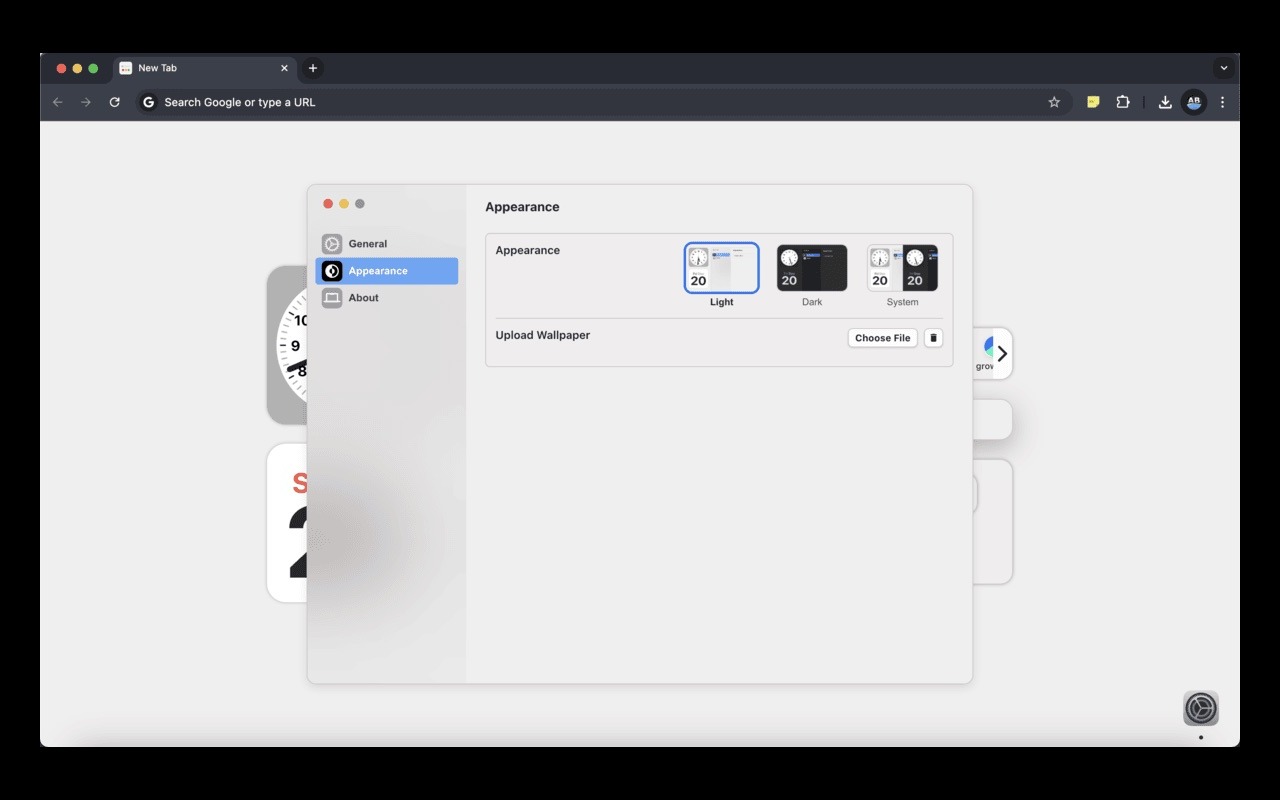 New Tab
Search Google or type a URL
AB
Appearance
General
Appearance
About
Appearance
20
20
20
20
Light
Dark
System
Upload Wallpaper
Choose File
10
9
8
grov
S
2